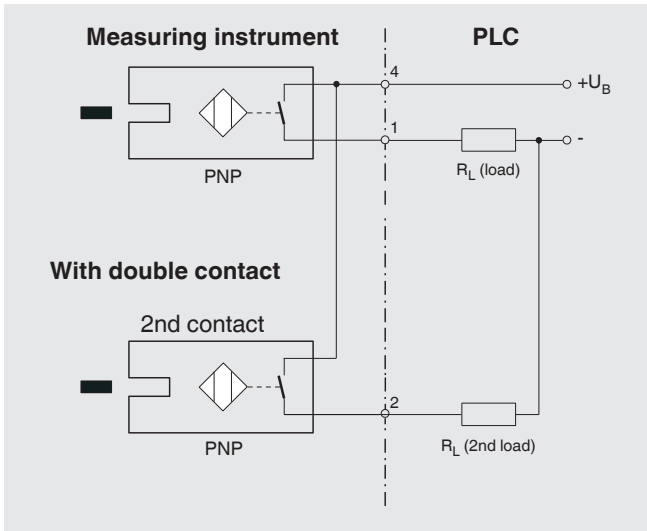 Measuring instrument
PLC
4
+U_B
1
-
R_L (load)
PNP
With double contact
2nd contact
2
R_L (2nd load)
PNP